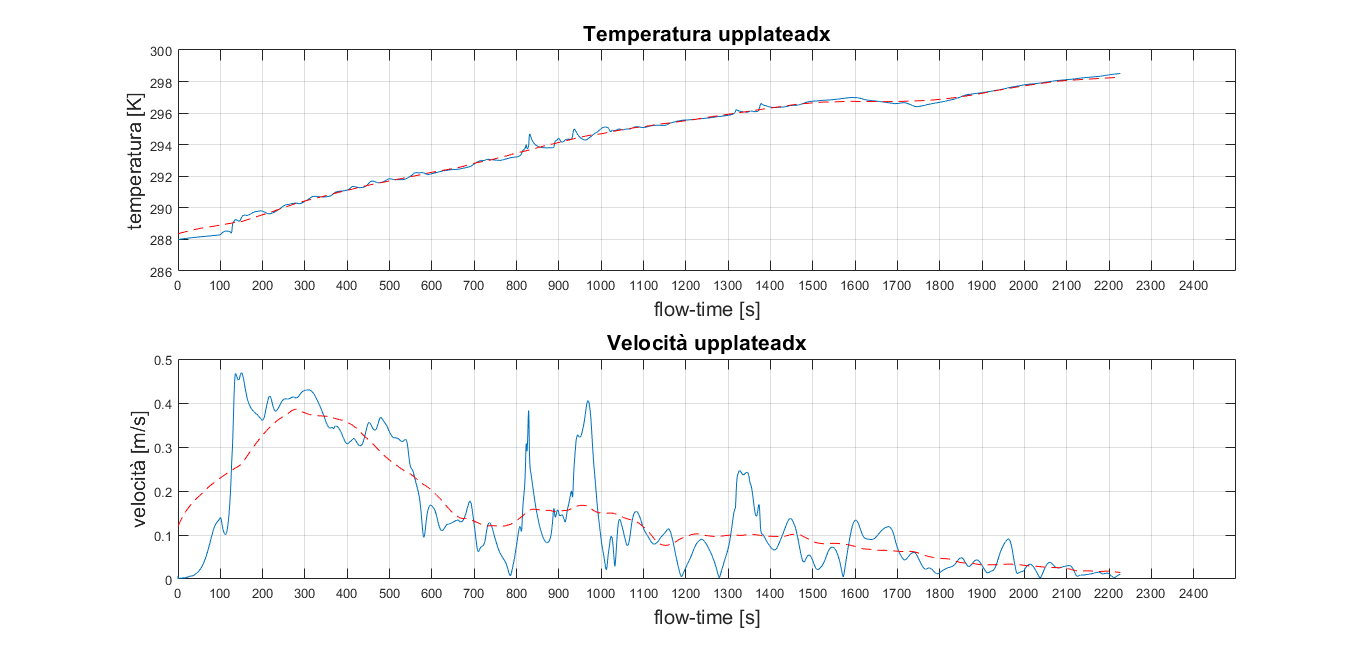 Temperatura upplateadx
300
298
296
294
292
290
288
286
temperatura [K]
0 100 200 300 400 500 600 700 800 900 1000 1100 1200 1300 1400 1500 1600 1700 1800 1900 2000 2100 2200 2300 2400
flow-time [s]
Velocità upplateadx
0.5
0.4
0.3
0.2
0.1
0
velocità [m/s]
0 100 200 300 400 500 600 700 800 900 1000 1100 1200 1300 1400 1500 1600 1700 1800 1900 2000 2100 2200 2300 2400
flow-time [s]